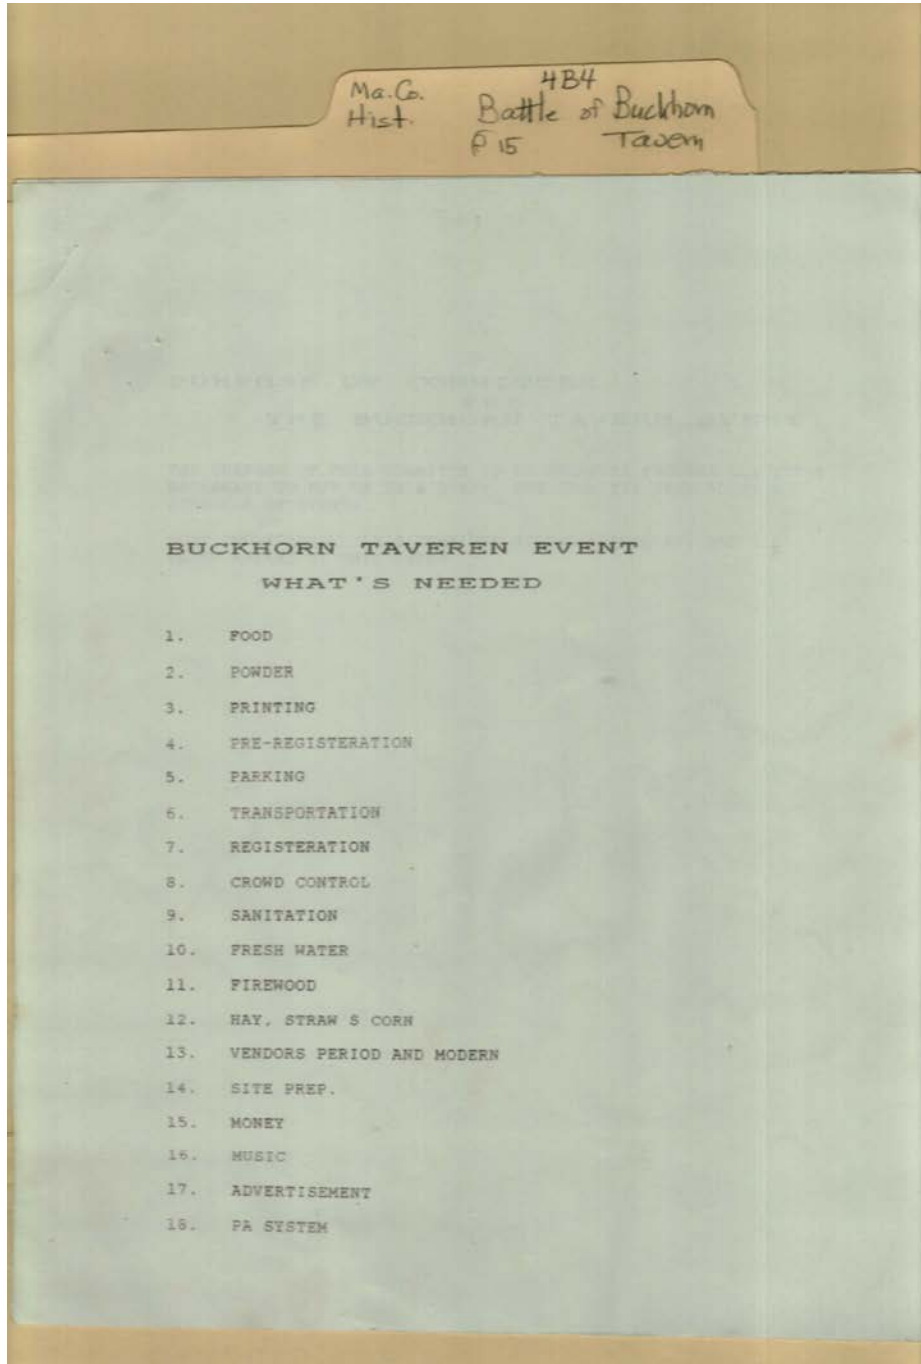 4B4
Ma.Co. Battle of Buckhorn
Hist. F 15 Tavern
BUCKHORN TAVEREN EVENT
WHAT'S NEEDED
1. FOOD
2. POWDER
3. PRINTING
4. PRE-REGISTERATION
5. PARKING
6. TRANSPORTATION
7. REGISTERATION
8. CROWD CONTROL
9. SANITATION
10. FRESH WATER
11. FIREWOOD
12. HAY, STRAW S CORN
13. VENDORS PERIOD AND MODERN
14. SITE PREP.
15. MONEY
16. MUSIC
17. ADVERTISEMENT
18. PA SYSTEM